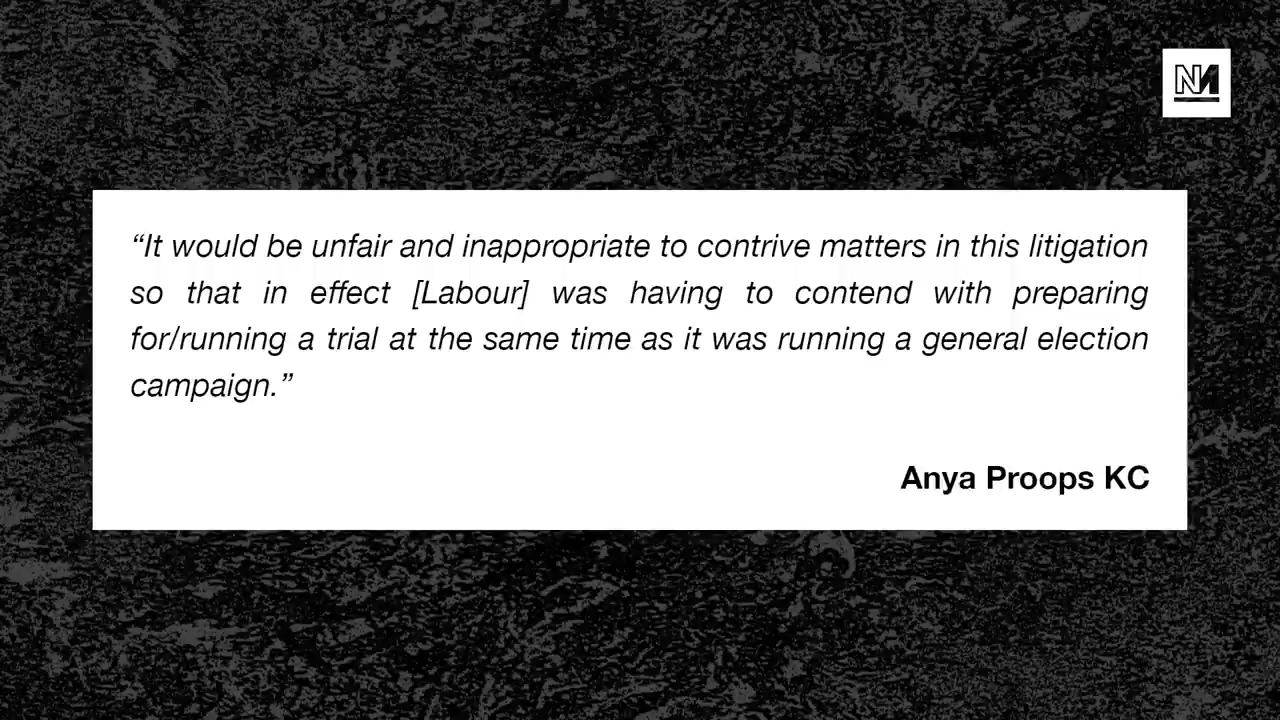 NM
“It would be unfair and inappropriate to contrive matters in this litigation
so that in effect [Labour] was having to contend with preparing
for/running a trial at the same time as it was running a general election
campaign.”
Anya Proops KC